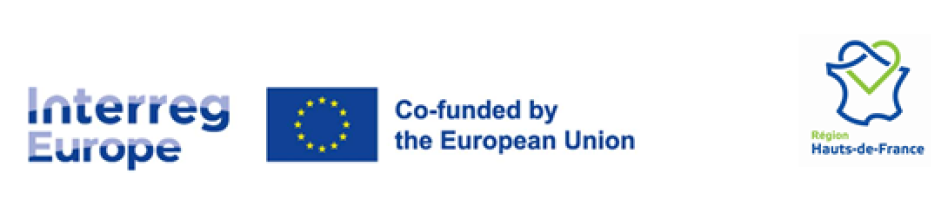 Interreg
Europe
Co-funded by
the European Union
Région
Hauts-de-France